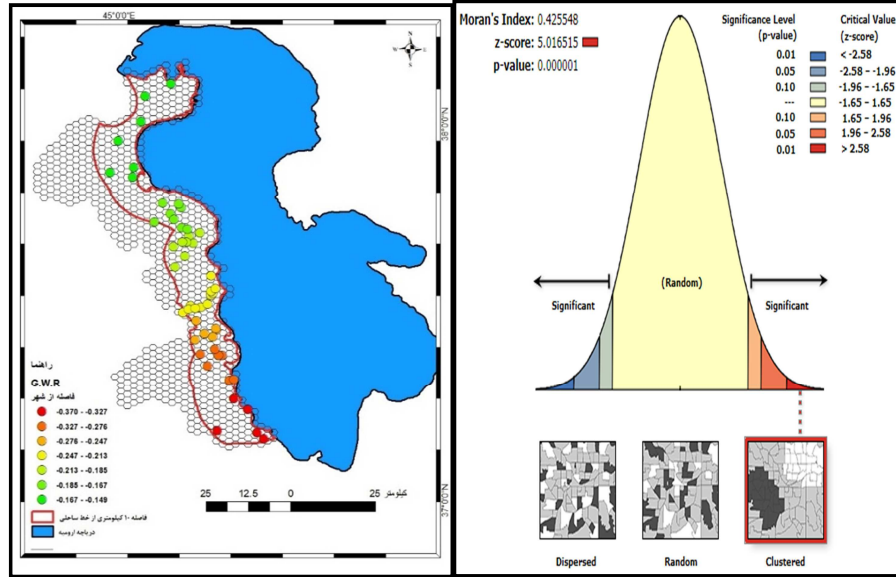 45°0'0"E
N
W
E
S
38°0'0"N
37°0'0"N
راهنما
G.W.R
فاصله از شهر
-0.370 - -0.327
-0.327 - -0.276
-0.276 - -0.247
-0.247 - -0.213
-0.213 - -0.185
-0.185 - -0.167
-0.167 - -0.149
فاصله ۱۰ کیلومتری از خط ساحلی
دریاچه ارومیه
25 12.5 0 25
کیلومتر
Moran's Index: 0.425548
z-score: 5.016515
p-value: 0.000001
Significance Level
(p-value)
Critical Value
(z-score)
0.01 < -2.58
0.05 -2.58 – -1.96
0.10 -1.96 – -1.65
--- -1.65 – 1.65
0.10 1.65 – 1.96
0.05 1.96 – 2.58
0.01 > 2.58
Significant
(Random)
Significant
Dispersed
Random
Clustered